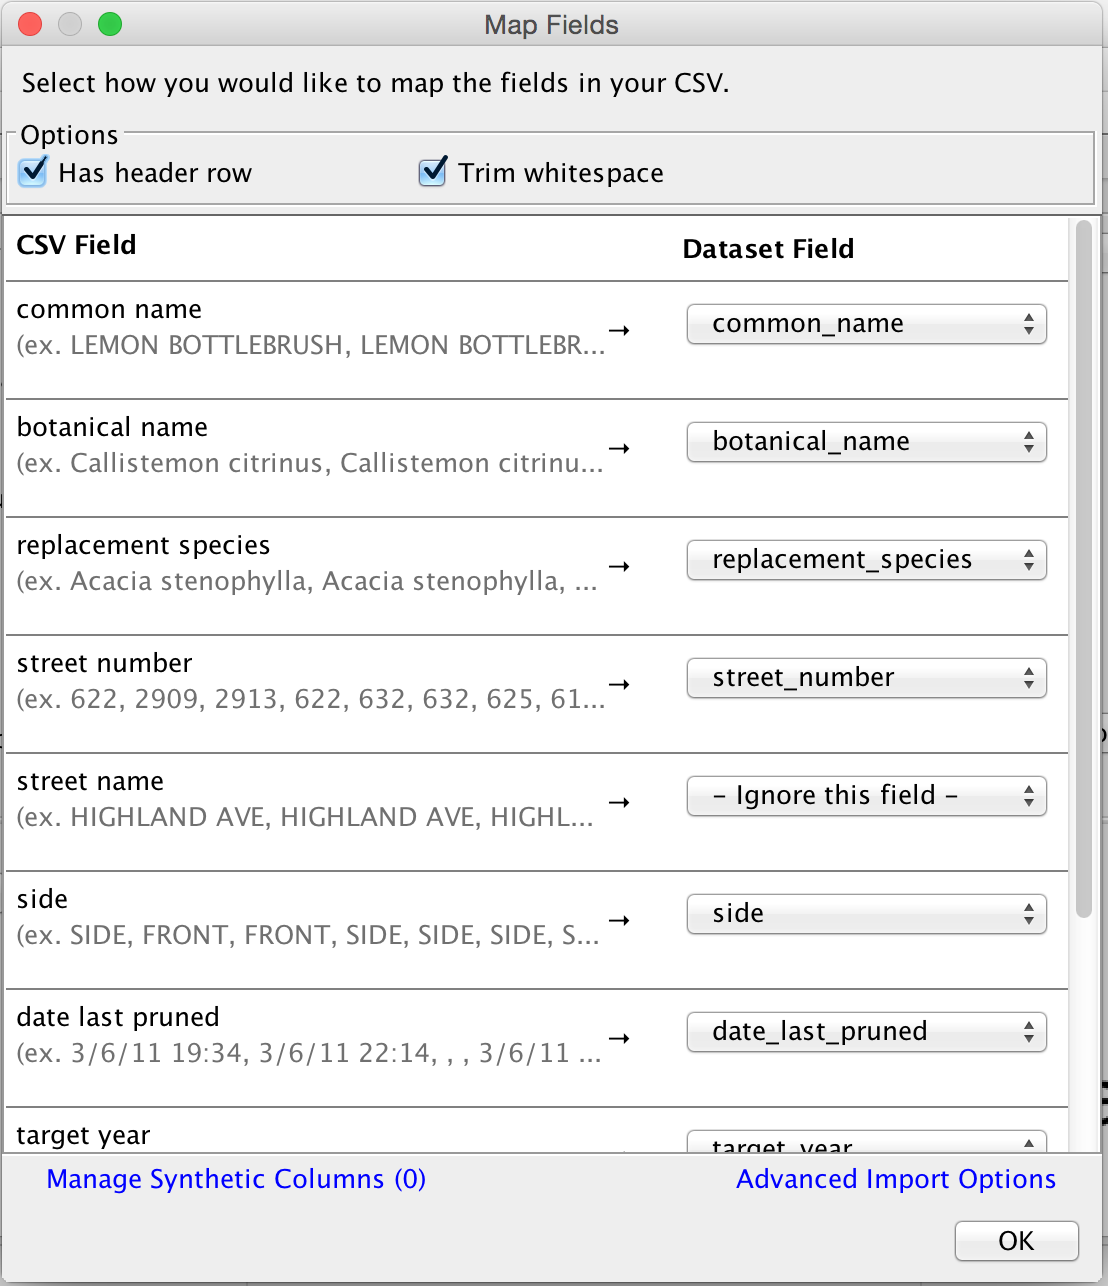 Map Fields
Select how you would like to map the fields in your CSV.
Options
Has header row
Trim whitespace
CSV Field
Dataset Field
common name
(ex. LEMON BOTTLEBRUSH, LEMON BOTTLEBR...
→
common_name
botanical name
(ex. Callistemon citrinus, Callistemon citrinu...
→
botanical_name
replacement species
(ex. Acacia stenophylla, Acacia stenophylla, ...
→
replacement_species
street number
(ex. 622, 2909, 2913, 622, 632, 632, 625, 61...
→
street_number
street name
(ex. HIGHLAND AVE, HIGHLAND AVE, HIGHL...
→
– Ignore this field –
side
(ex. SIDE, FRONT, FRONT, SIDE, SIDE, SIDE, S...
→
side
date last pruned
(ex. 3/6/11 19:34, 3/6/11 22:14, , , 3/6/11 ...
→
date_last_pruned
target year
target_year
Manage Synthetic Columns (0)
Advanced Import Options
OK